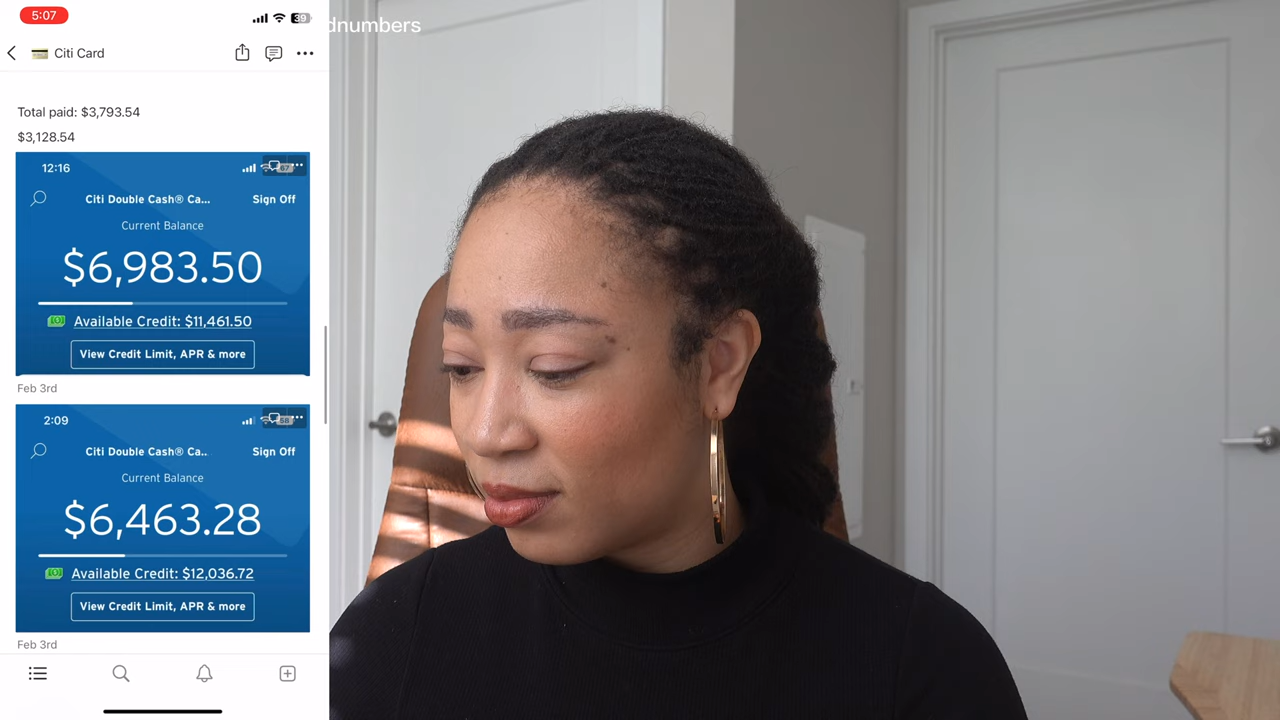 5:07
39
dnumbers
Citi Card
Total paid: $3,793.54
$3,128.54
12:16
67
Citi Double Cash® Ca...
Sign Off
Current Balance
$6,983.50
Available Credit: $11,461.50
View Credit Limit, APR & more
Feb 3rd
2:09
Citi Double Cash® Ca..
Sign Off
Current Balance
$6,463.28
Available Credit: $12,036.72
View Credit Limit, APR & more
Feb 3rd